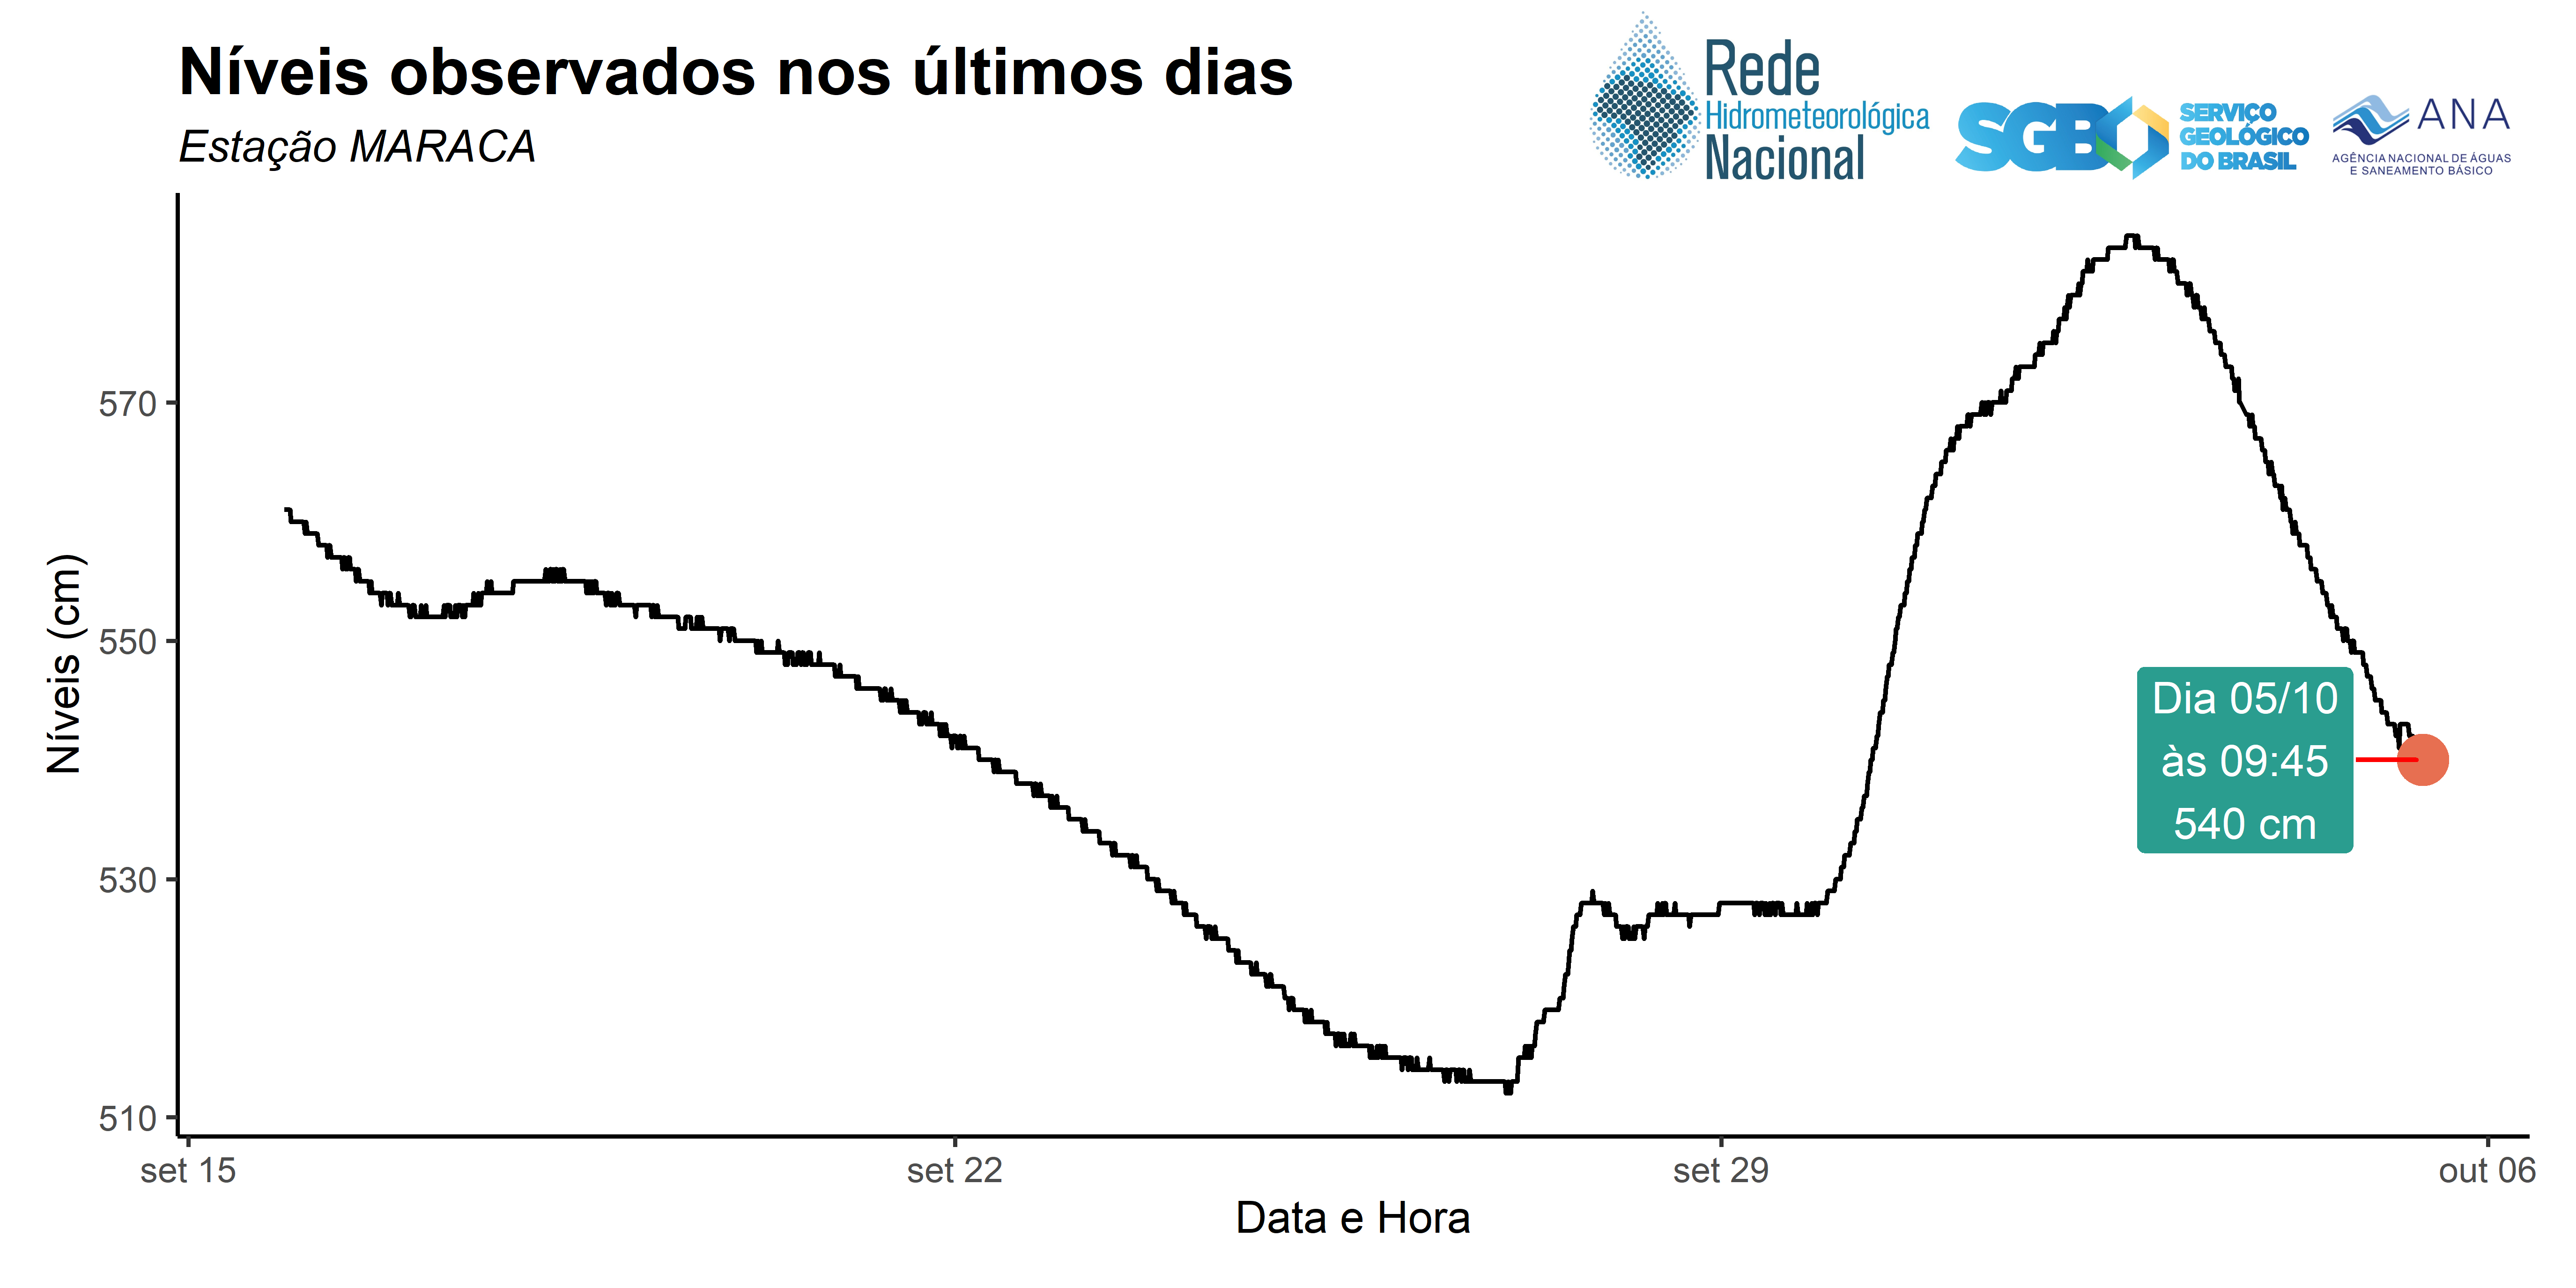 Níveis observados nos últimos dias
Estação MARACA
Rede
Hidrometeorológica
Nacional
SGB
SERVIÇO
GEOLÓGICO
DO BRASIL
ANA
AGÊNCIA NACIONAL DE ÁGUAS
E SANEAMENTO BÁSICO
Níveis (cm)
570
550
530
510
Dia 05/10
às 09:45
540 cm
set 15
set 22
set 29
out 06
Data e Hora